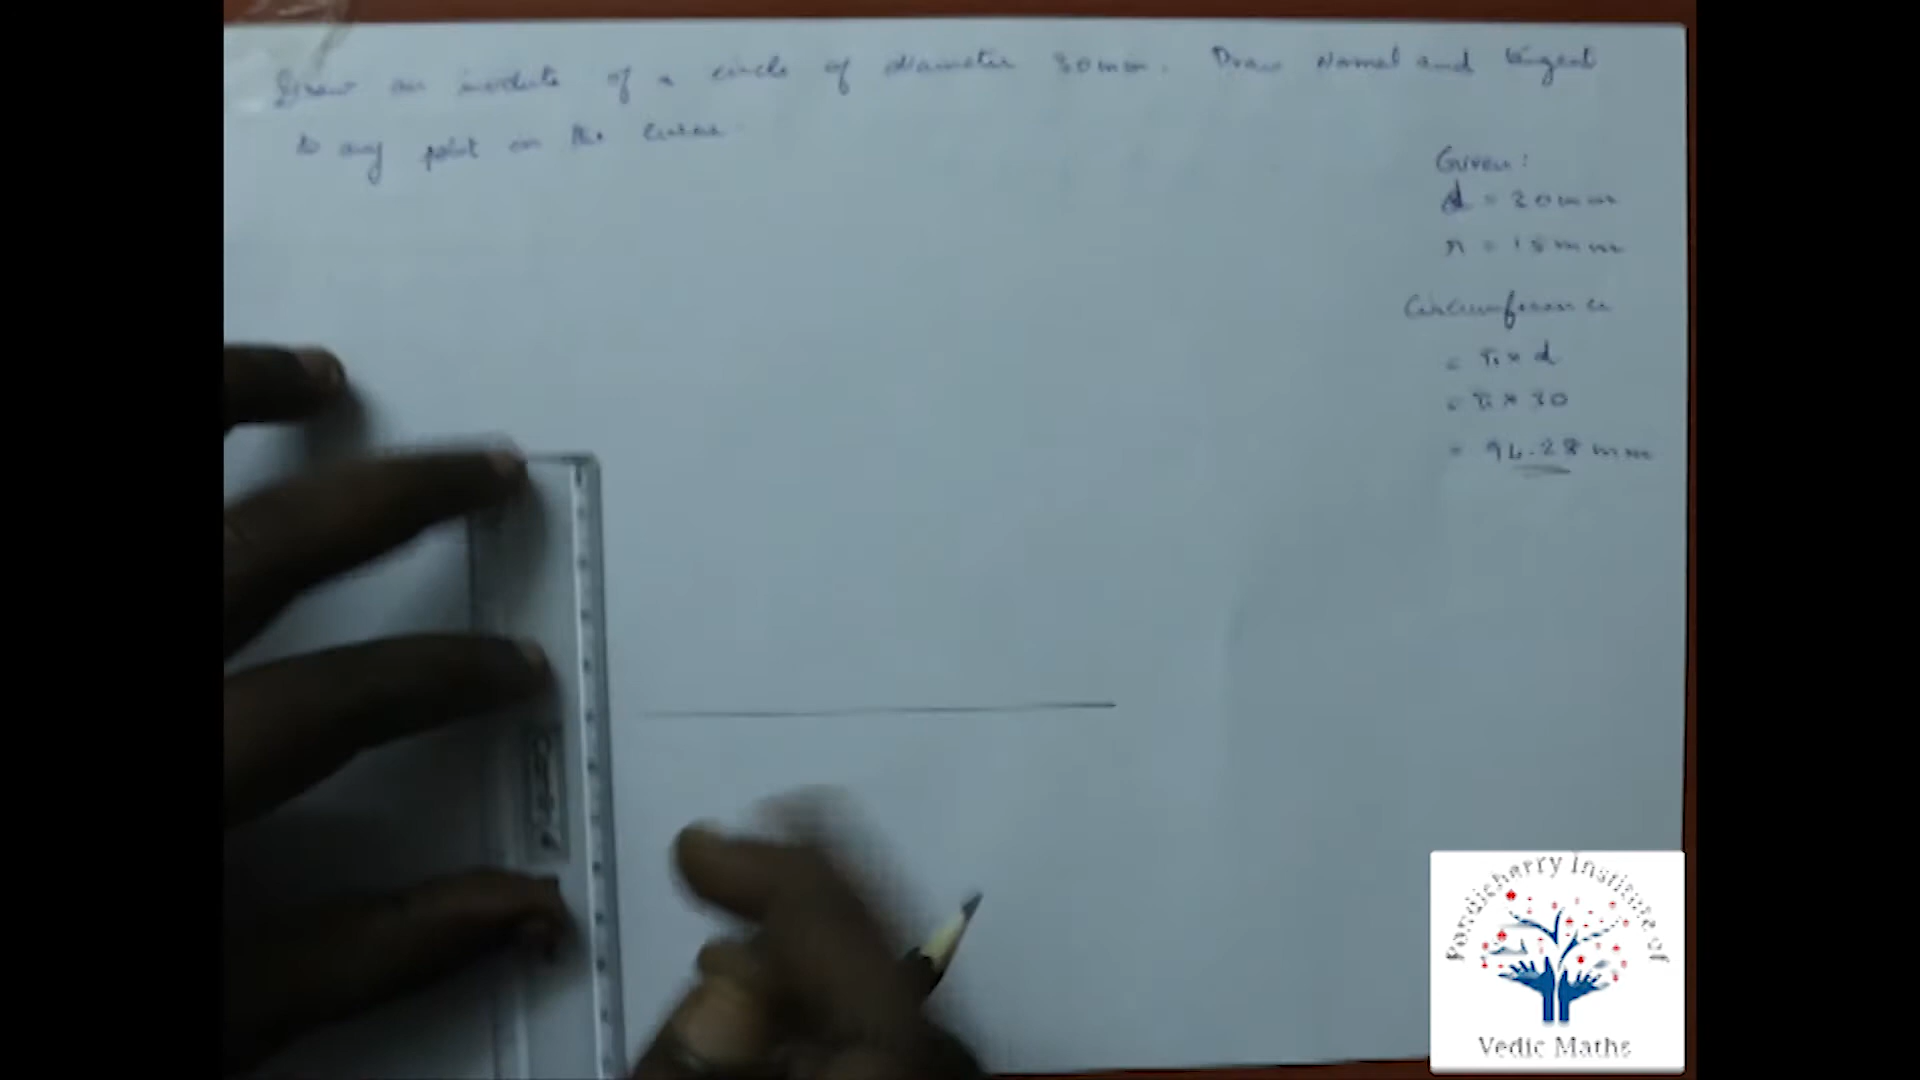 Draw an involute of a circle of diameter 30mm. Draw Normal and tangent
to any point on the curve
Given:
d = 30mm
r = 15mm
Circumference
= π × d
= π × 30
= 94.28 mm
Pondicherry Institute of
Vedic Maths